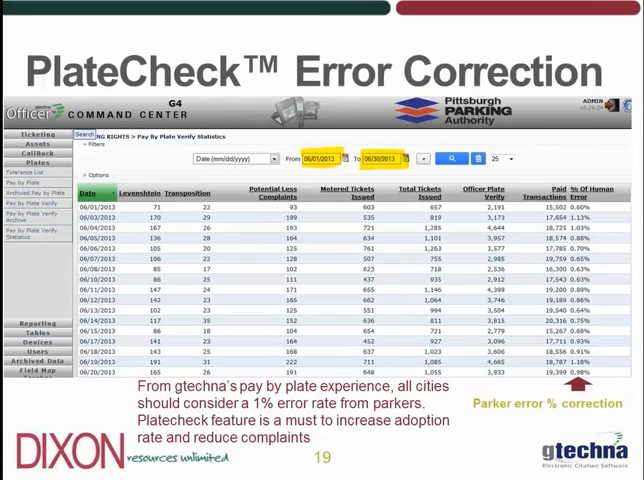 PlateCheck™ Error Correction
gtechna
Officer
G4
COMMAND CENTER
Pittsburgh
PARKING
Authority
ADMIN
Ticketing
Assets
CallBack
Plates
Tolerance List
Pay by Plate
Archived Pay by Plate
Pay by Plate Verify
Pay by Plate Verify
Archive
Pay by Plate Verify
Statistics
Reporting
Tables
Devices
Users
Archived Data
Field Map
Search
NG RIGHTS > Pay By Plate Verify Statistics
Filters
Date (mm/dd/yyyy) From 06/01/2013 To 06/30/2013 25
Options
Date Levenshtein Transposition Potential Less Complaints Metered Tickets Issued Total Tickets Issued Officer Plate Verify Paid Transactions % Of Human Error
06/01/2013 71 22 93 603 657 2,191 15,502 0.60%
06/03/2013 170 29 199 535 819 3,173 17,654 1.13%
06/04/2013 167 26 193 721 1,285 4,644 18,725 1.03%
06/05/2013 136 28 164 634 1,101 3,957 18,574 0.88%
06/06/2013 105 20 125 761 1,263 3,577 17,785 0.70%
06/07/2013 106 22 128 707 755 2,985 19,759 0.65%
06/08/2013 85 17 102 623 718 2,536 15,368 0.66%
06/10/2013 86 25 111 437 935 2,912 17,543 0.63%
06/11/2013 147 24 171 655 1,146 4,399 19,200 0.89%
06/12/2013 142 23 165 662 1,064 3,746 19,189 0.86%
06/13/2013 102 23 125 551 994 3,504 19,540 0.64%
06/14/2013 117 35 152 636 811 3,815 20,316 0.75%
06/15/2013 86 18 104 654 721 2,779 15,267 0.68%
06/17/2013 141 24 164 452 927 3,096 17,711 0.93%
06/18/2013 143 25 168 637 1,023 3,600 18,556 0.91%
06/19/2013 191 31 222 711 1,085 4,665 18,787 1.18%
06/20/2013 165 26 191 648 1,055 3,933 19,399 0.98%
From gtechna's pay by plate experience, all cities
should consider a 1% error rate from parkers.
Platecheck feature is a must to increase adoption
rate and reduce complaints
Parker error % correction
DIXON
resources unlimited
19
gtechna
Electronic Citation Software